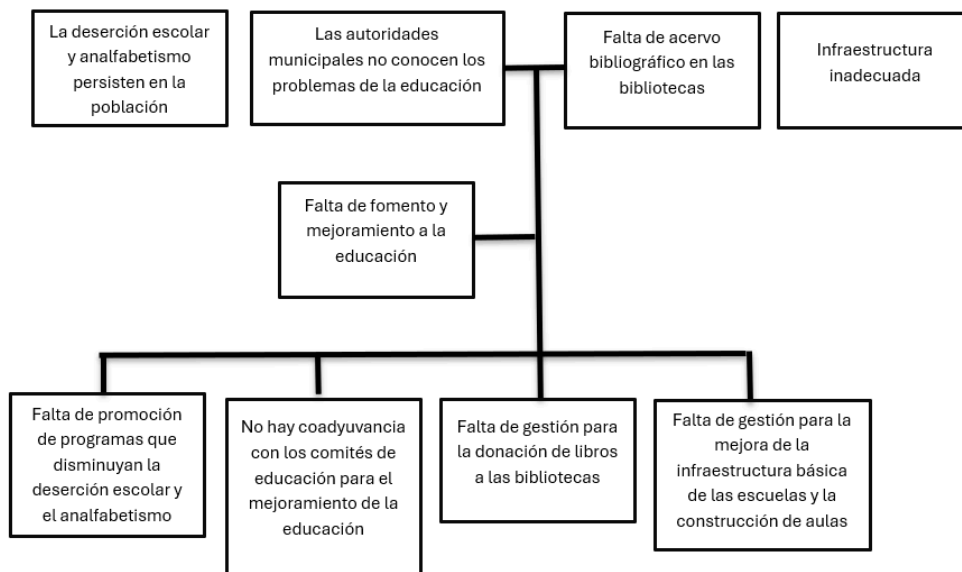 La deserción escolar
y analfabetismo
persisten en la
población
Las autoridades
municipales no conocen los
problemas de la educación
Falta de acervo
bibliográfico en las
bibliotecas
Infraestructura
inadecuada
Falta de fomento y
mejoramiento a la
educación
Falta de promoción
de programas que
disminuyan la
deserción escolar y
el analfabetismo
No hay coadyuvancia
con los comités de
educación para el
mejoramiento de la
educación
Falta de gestión para
la donación de libros
a las bibliotecas
Falta de gestión para la
mejora de la
infraestructura básica
de las escuelas y la
construcción de aulas